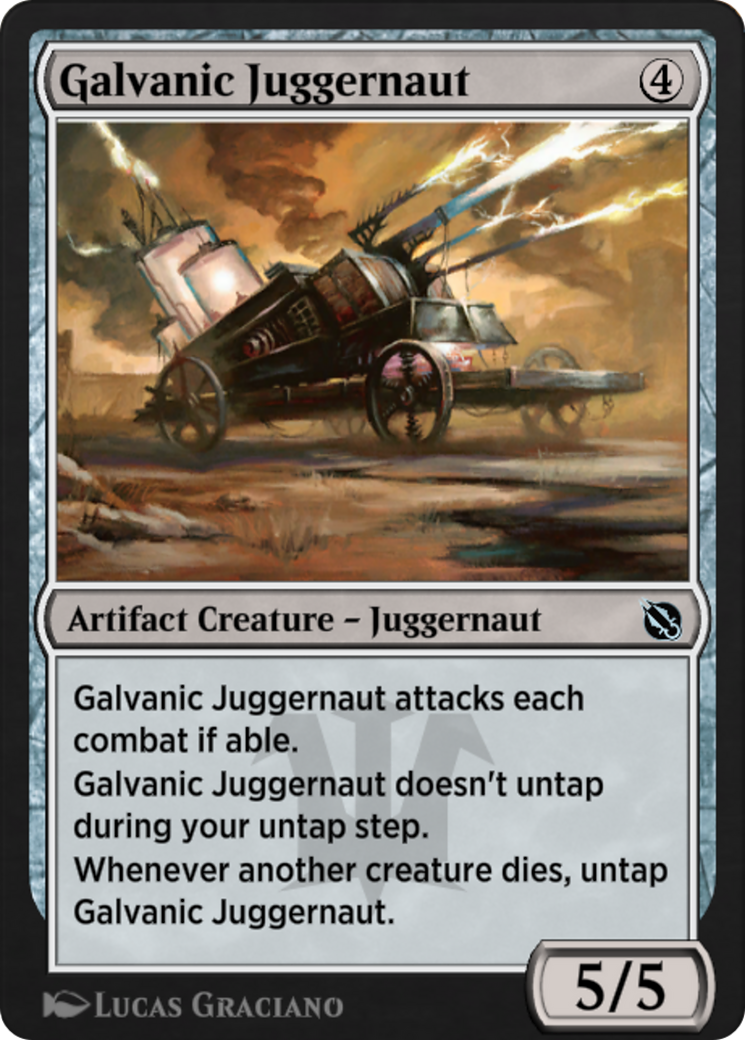 Galvanic Juggernaut 4
Artifact Creature – Juggernaut
Galvanic Juggernaut attacks each
combat if able.
Galvanic Juggernaut doesn't untap
during your untap step.
Whenever another creature dies, untap
Galvanic Juggernaut.
5/5
Lucas Graciano